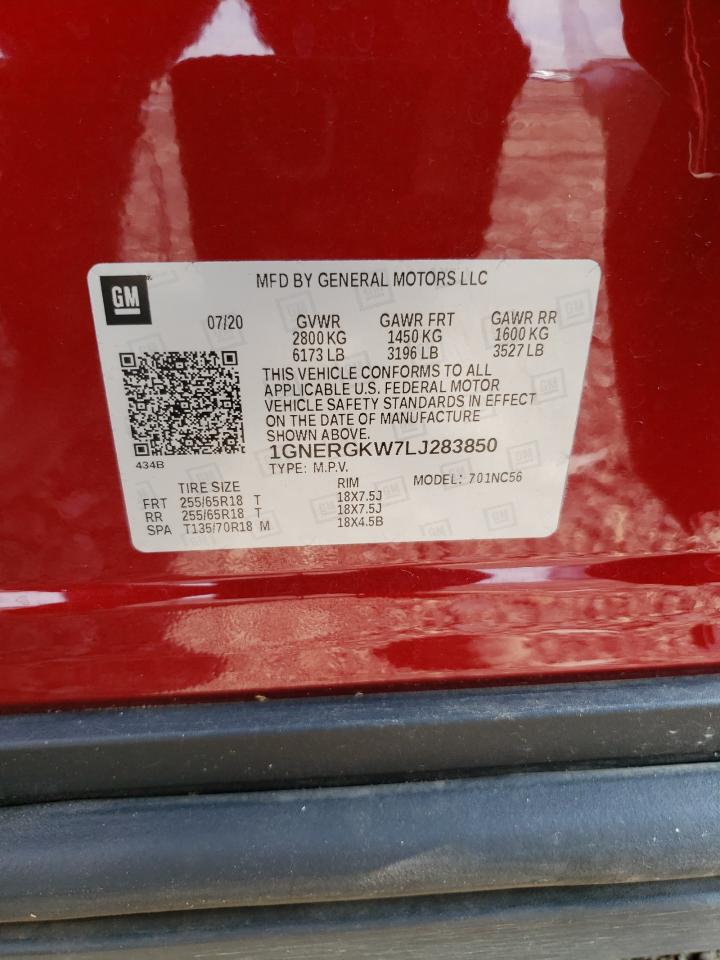 GM
MFD BY GENERAL MOTORS LLC
07/20 GVWR GAWR FRT GAWR RR
2800 KG 1450 KG 1600 KG
6173 LB 3196 LB 3527 LB
THIS VEHICLE CONFORMS TO ALL
APPLICABLE U.S. FEDERAL MOTOR
VEHICLE SAFETY STANDARDS IN EFFECT
ON THE DATE OF MANUFACTURE
SHOWN ABOVE.
1GNERGKW7LJ283850
434B
TYPE: M.P.V. MODEL: 701NC56
TIRE SIZE RIM
FRT 255/65R18 T 18X7.5J
RR 255/65R18 T 18X7.5J
SPA T135/70R18 M 18X4.5B